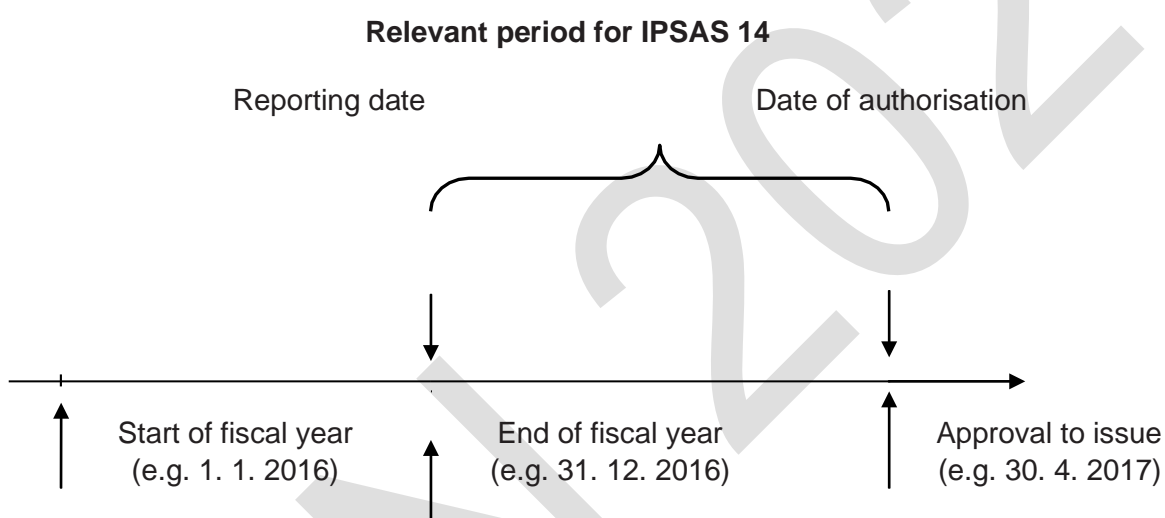 Relevant period for IPSAS 14
Reporting date
Date of authorisation
Start of fiscal year
(e.g. 1. 1. 2016)
End of fiscal year
(e.g. 31. 12. 2016)
Approval to issue
(e.g. 30. 4. 2017)